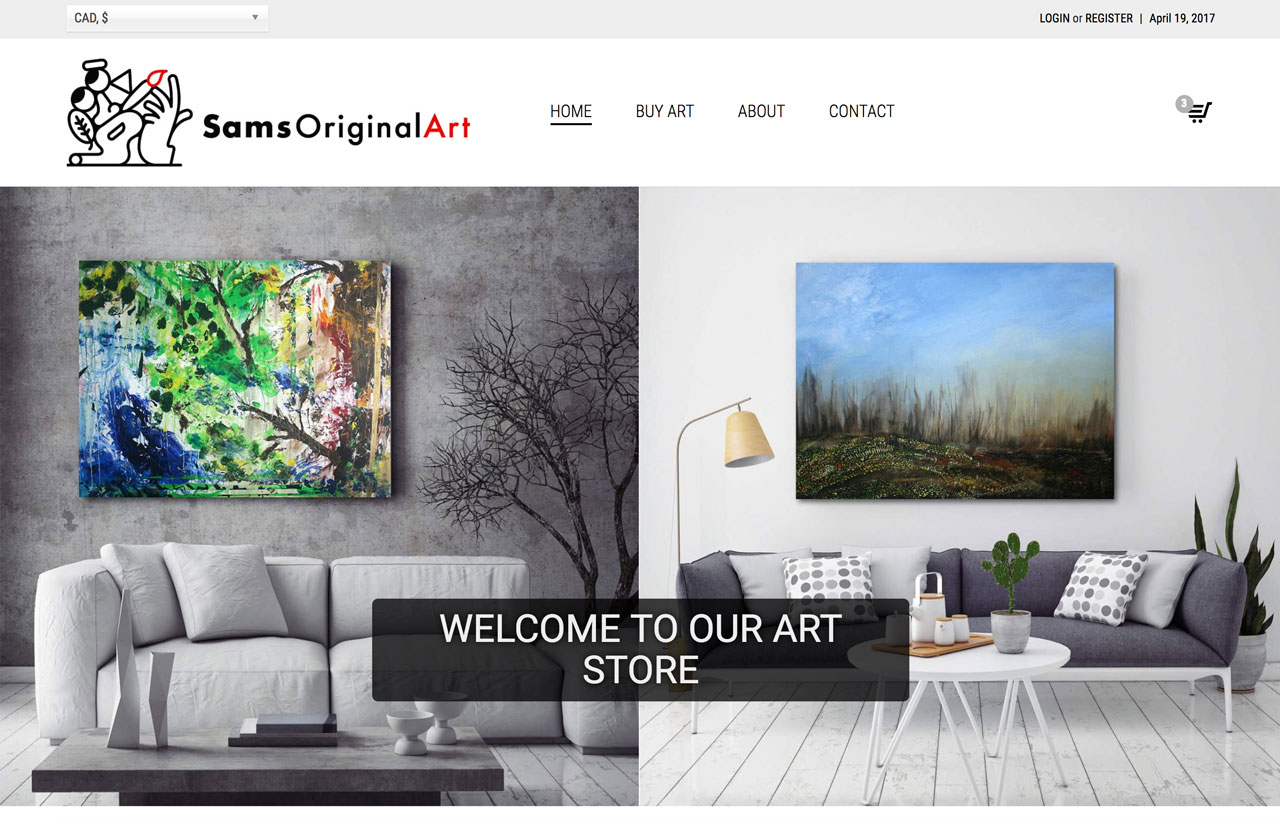 CAD, $
LOGIN or REGISTER | April 19, 2017
SamsOriginalArt
HOME BUY ART ABOUT CONTACT
3
WELCOME TO OUR ART
STORE